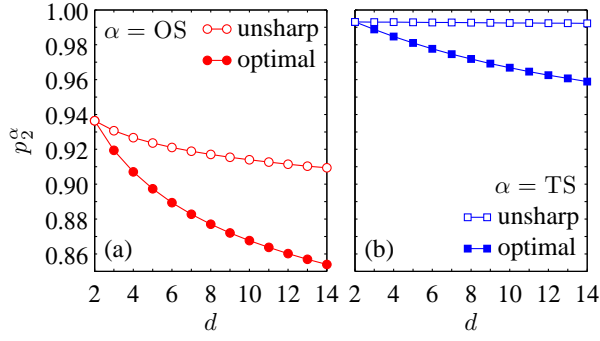 1.00
0.98
0.96
0.94
0.92
0.90
0.88
0.86
p₂^α
α = OS
unsharp
optimal
(a)
2 4 6 8 10 12 14
d
α = TS
unsharp
optimal
(b)
2 4 6 8 10 12 14
d